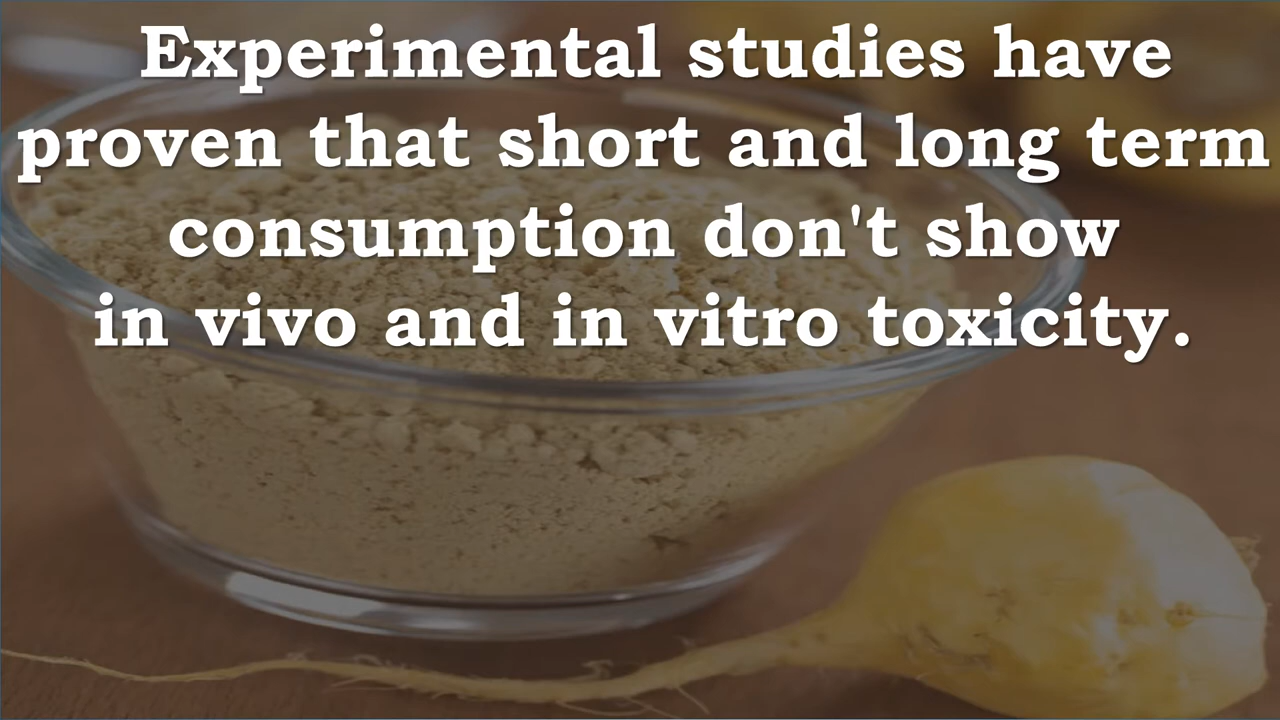 Experimental studies have
proven that short and long term
consumption don't show
in vivo and in vitro toxicity.